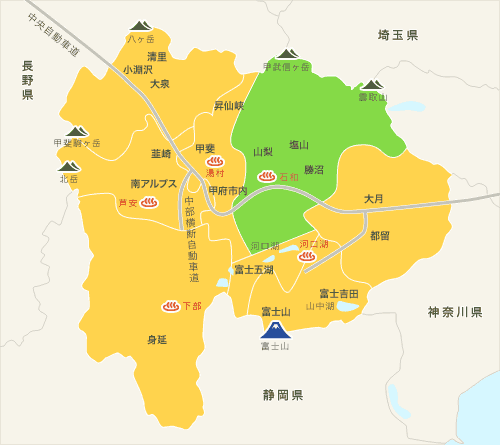 中央自動車道
八ヶ岳
埼玉県
清里
小淵沢
大泉
甲武信ヶ岳
長野県
雲取山
昇仙峡
甲斐駒ヶ岳
韮崎
甲斐
山梨
塩山
湯村
勝沼
北岳
南アルプス
石和
甲府市内
芦安
大月
中部横断自動車道
都留
河口湖
河口湖
富士五湖
富士吉田
下部
山中湖
富士山
神奈川県
身延
富士山
静岡県